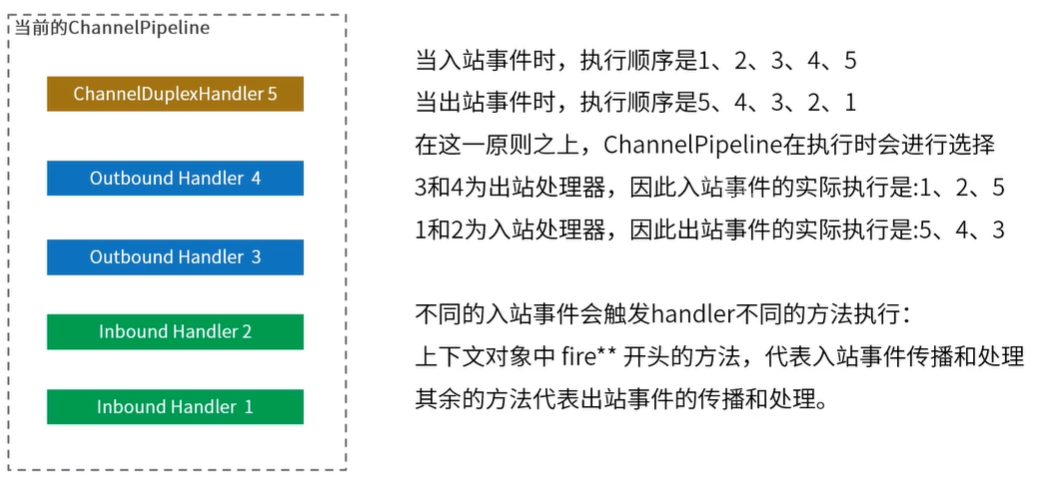 当前的ChannelPipeline
ChannelDuplexHandler 5
Outbound Handler 4
Outbound Handler 3
Inbound Handler 2
Inbound Handler 1
当入站事件时，执行顺序是1、2、3、4、5
当出站事件时，执行顺序是5、4、3、2、1
在这一原则之上，ChannelPipeline在执行时会进行选择
3和4为出站处理器，因此入站事件的实际执行是:1、2、5
1和2为入站处理器，因此出站事件的实际执行是:5、4、3
不同的入站事件会触发handler不同的方法执行：
上下文对象中 fire** 开头的方法，代表入站事件传播和处理
其余的方法代表出站事件的传播和处理。